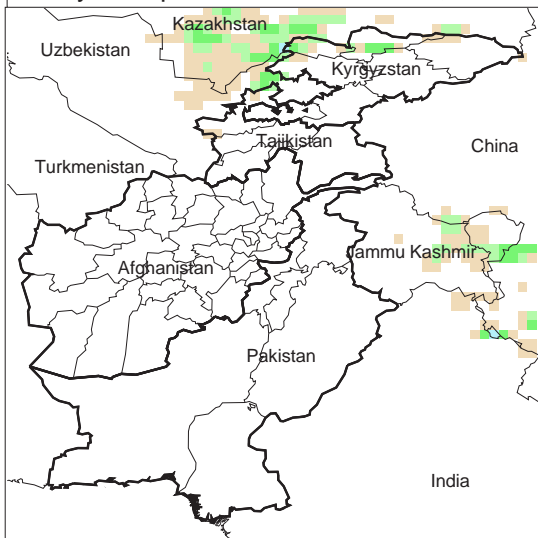 Kazakhstan
Uzbekistan
Kyrgyzstan
Tajikistan
China
Turkmenistan
Jammu Kashmir
Afghanistan
Pakistan
India